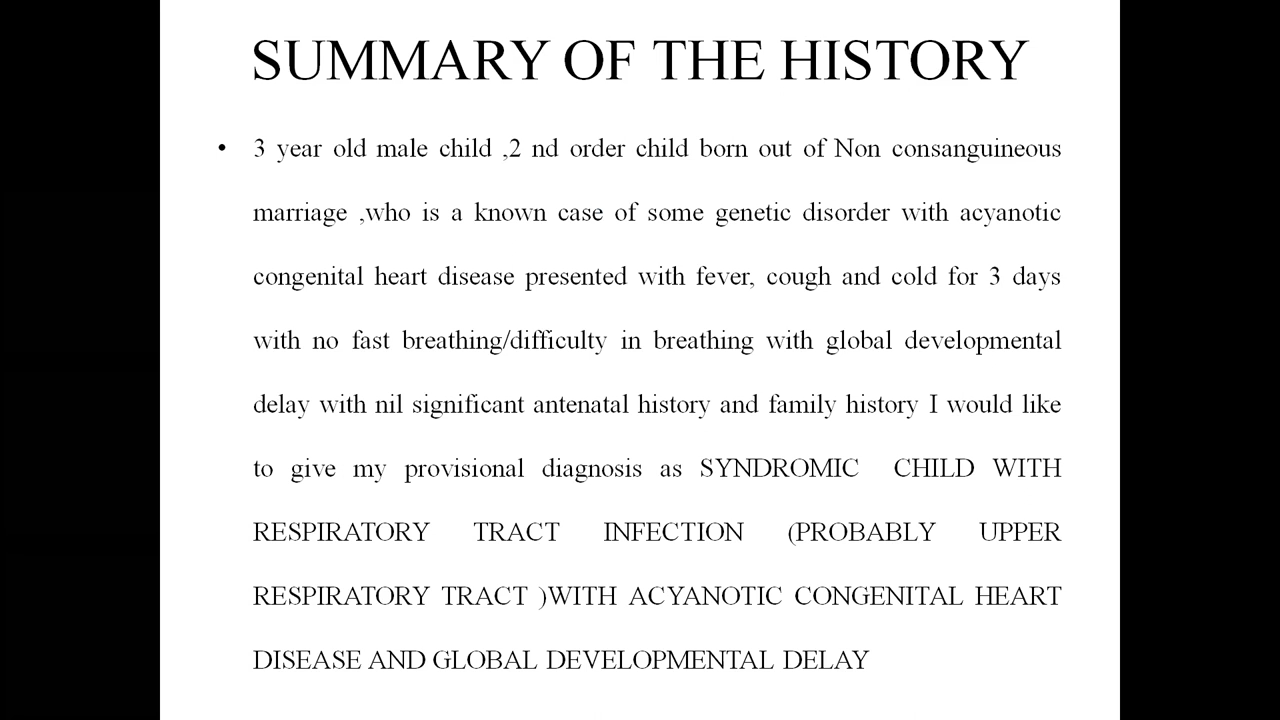 SUMMARY OF THE HISTORY
• 3 year old male child ,2 nd order child born out of Non consanguineous
marriage ,who is a known case of some genetic disorder with acyanotic
congenital heart disease presented with fever, cough and cold for 3 days
with no fast breathing/difficulty in breathing with global developmental
delay with nil significant antenatal history and family history I would like
to give my provisional diagnosis as SYNDROMIC CHILD WITH
RESPIRATORY TRACT INFECTION (PROBABLY UPPER
RESPIRATORY TRACT )WITH ACYANOTIC CONGENITAL HEART
DISEASE AND GLOBAL DEVELOPMENTAL DELAY